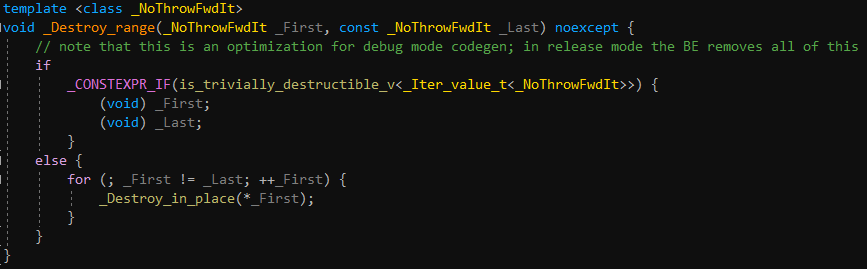 template <class _NoThrowFwdIt>
void _Destroy_range(_NoThrowFwdIt _First, const _NoThrowFwdIt _Last) noexcept {
    // note that this is an optimization for debug mode codegen; in release mode the BE removes all of this
    if
        _CONSTEXPR_IF(is_trivially_destructible_v<_Iter_value_t<_NoThrowFwdIt>>) {
            (void) _First;
            (void) _Last;
        }
    else {
        for (; _First != _Last; ++_First) {
            _Destroy_in_place(*_First);
        }
    }
}